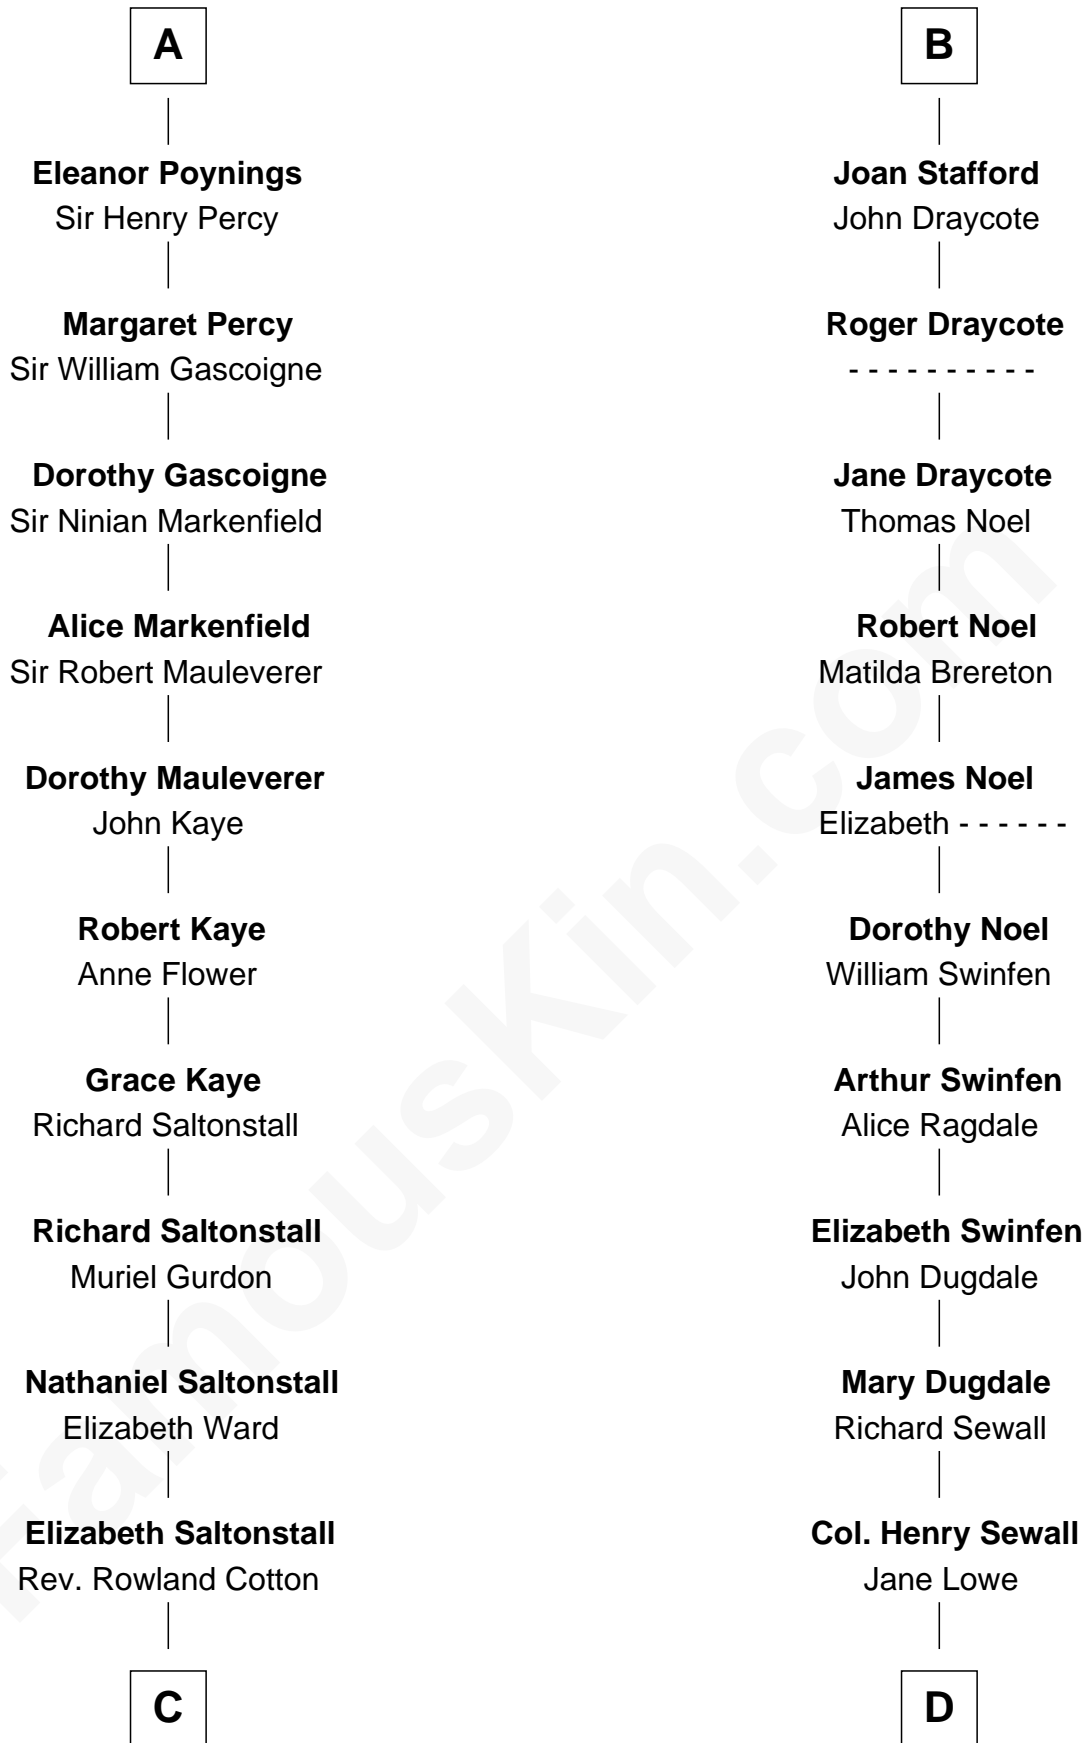 A
Eleanor Poynings
Sir Henry Percy
Margaret Percy
Sir William Gascoigne
Dorothy Gascoigne
Sir Ninian Markenfield
Alice Markenfield
Sir Robert Mauleverer
Dorothy Mauleverer
John Kaye
Robert Kaye
Anne Flower
Grace Kaye
Richard Saltonstall
Richard Saltonstall
Muriel Gurdon
Nathaniel Saltonstall
Elizabeth Ward
Elizabeth Saltonstall
Rev. Rowland Cotton
C
B
Joan Stafford
John Draycote
Roger Draycote
- - - - - - - - - -
Jane Draycote
Thomas Noel
Robert Noel
Matilda Brereton
James Noel
Elizabeth - - - - - -
Dorothy Noel
William Swinfen
Arthur Swinfen
Alice Ragdale
Elizabeth Swinfen
John Dugdale
Mary Dugdale
Richard Sewall
Col. Henry Sewall
Jane Lowe
D
FamousKin.com